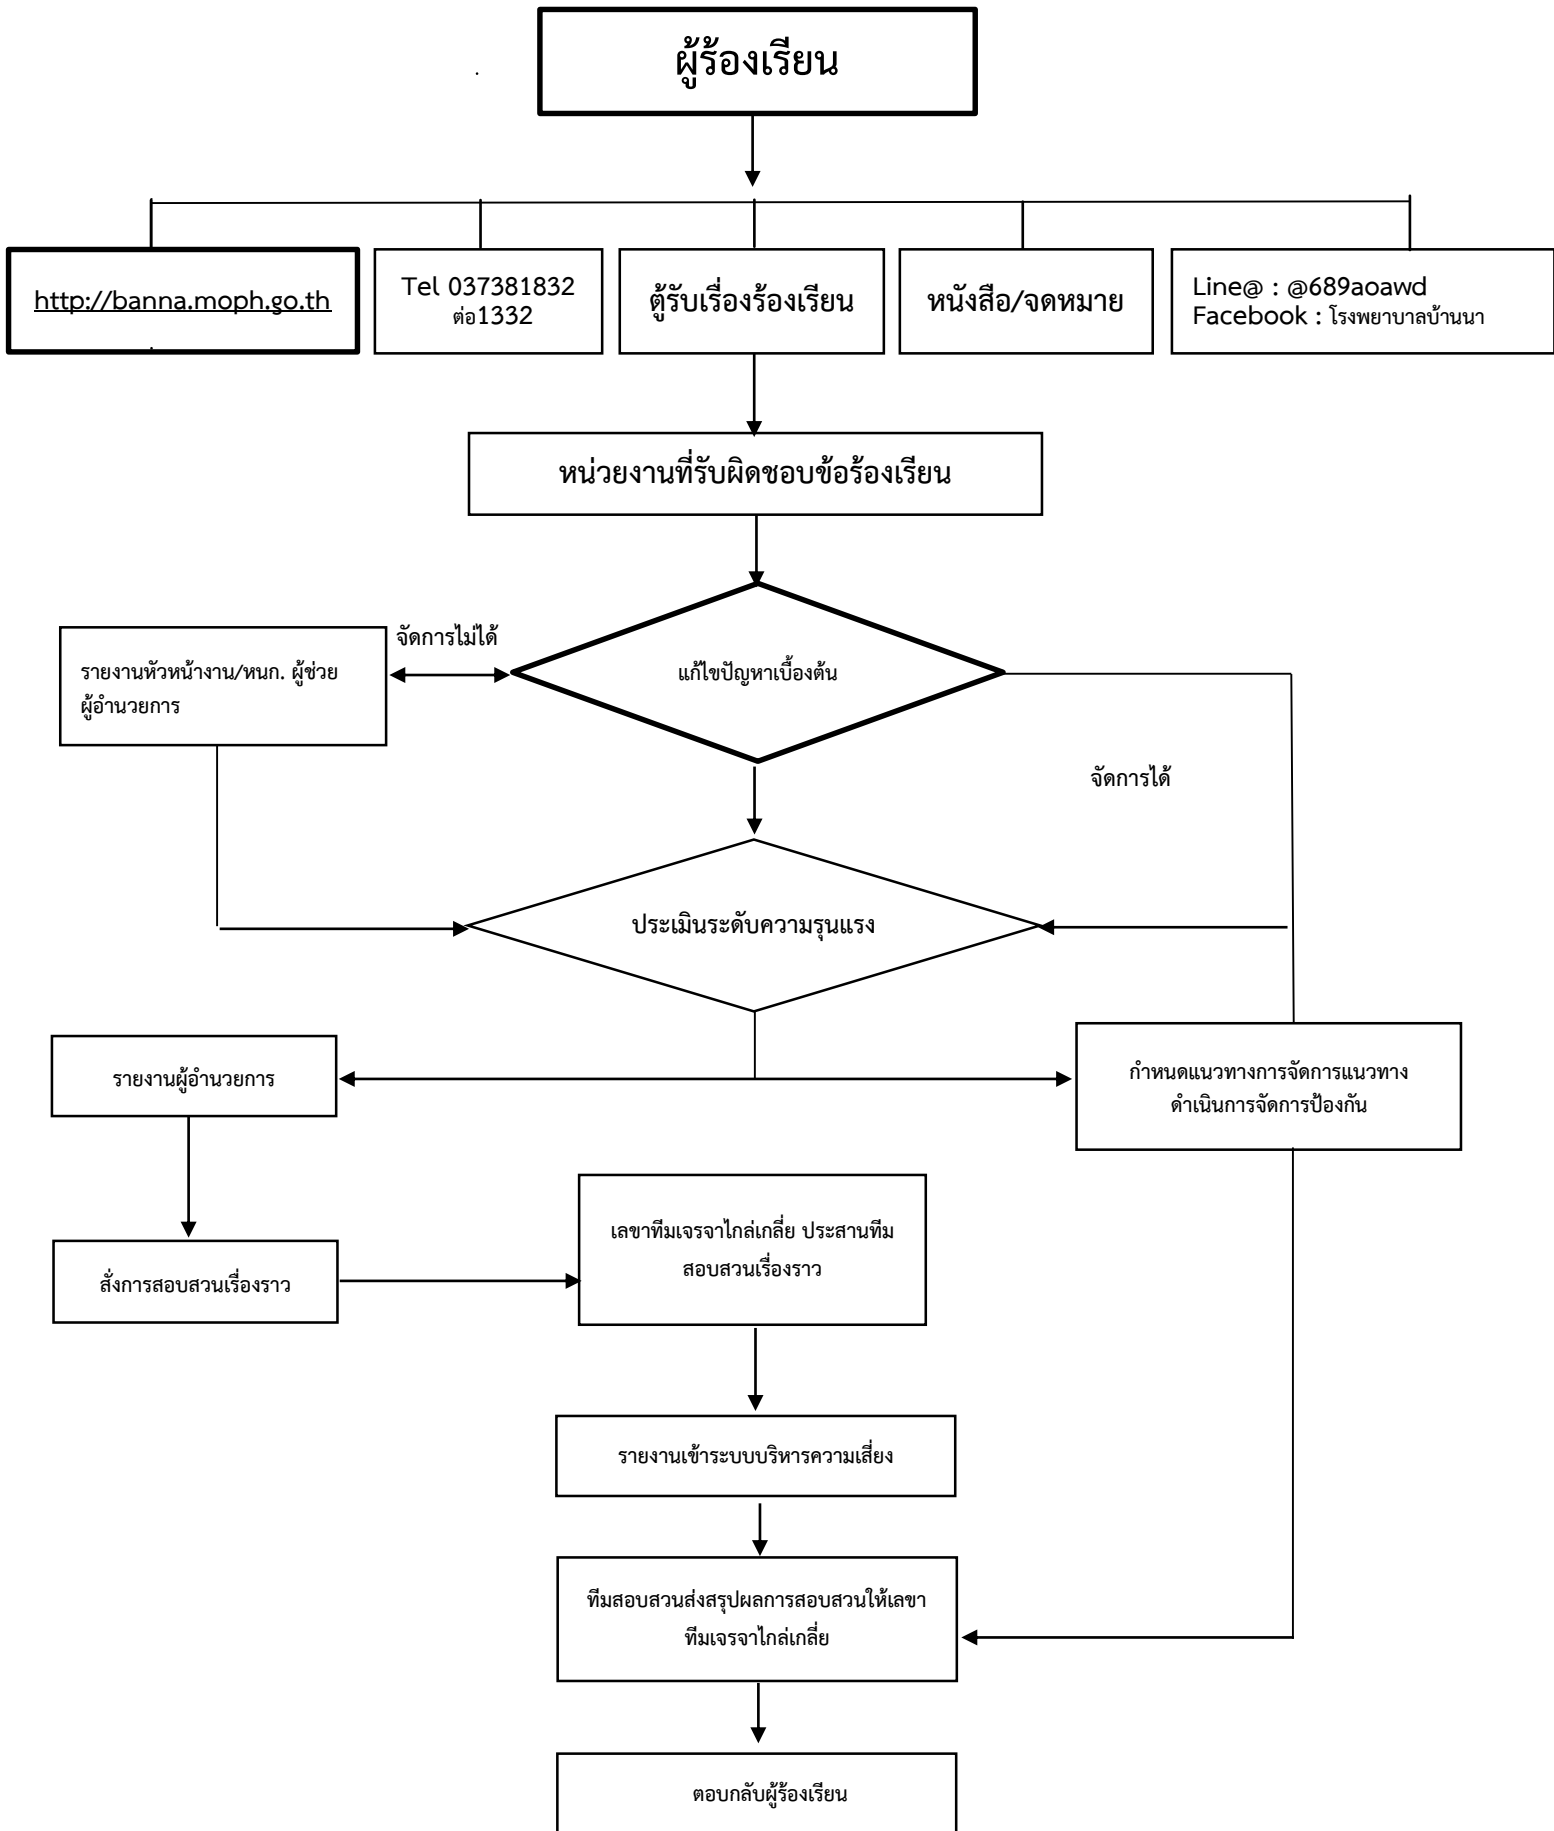 ผู้ร้องเรียน
http://banna.moph.go.th
Tel 037381832
ต่อ1332
ตู้รับเรื่องร้องเรียน
หนังสือ/จดหมาย
Line@ : @689aoawd
Facebook : โรงพยาบาลบ้านนา
หน่วยงานที่รับผิดชอบข้อร้องเรียน
จัดการไม่ได้
รายงานหัวหน้างาน/หนก. ผู้ช่วย
ผู้อำนวยการ
แก้ไขปัญหาเบื้องต้น
จัดการได้
ประเมินระดับความรุนแรง
รายงานผู้อำนวยการ
กำหนดแนวทางการจัดการแนวทาง
ดำเนินการจัดการป้องกัน
สั่งการสอบสวนเรื่องราว
เลขาทีมเจรจาไกล่เกลี่ย ประสานทีม
สอบสวนเรื่องราว
รายงานเข้าระบบบริหารความเสี่ยง
ทีมสอบสวนส่งสรุปผลการสอบสวนให้เลขา
ทีมเจรจาไกล่เกลี่ย
ตอบกลับผู้ร้องเรียน